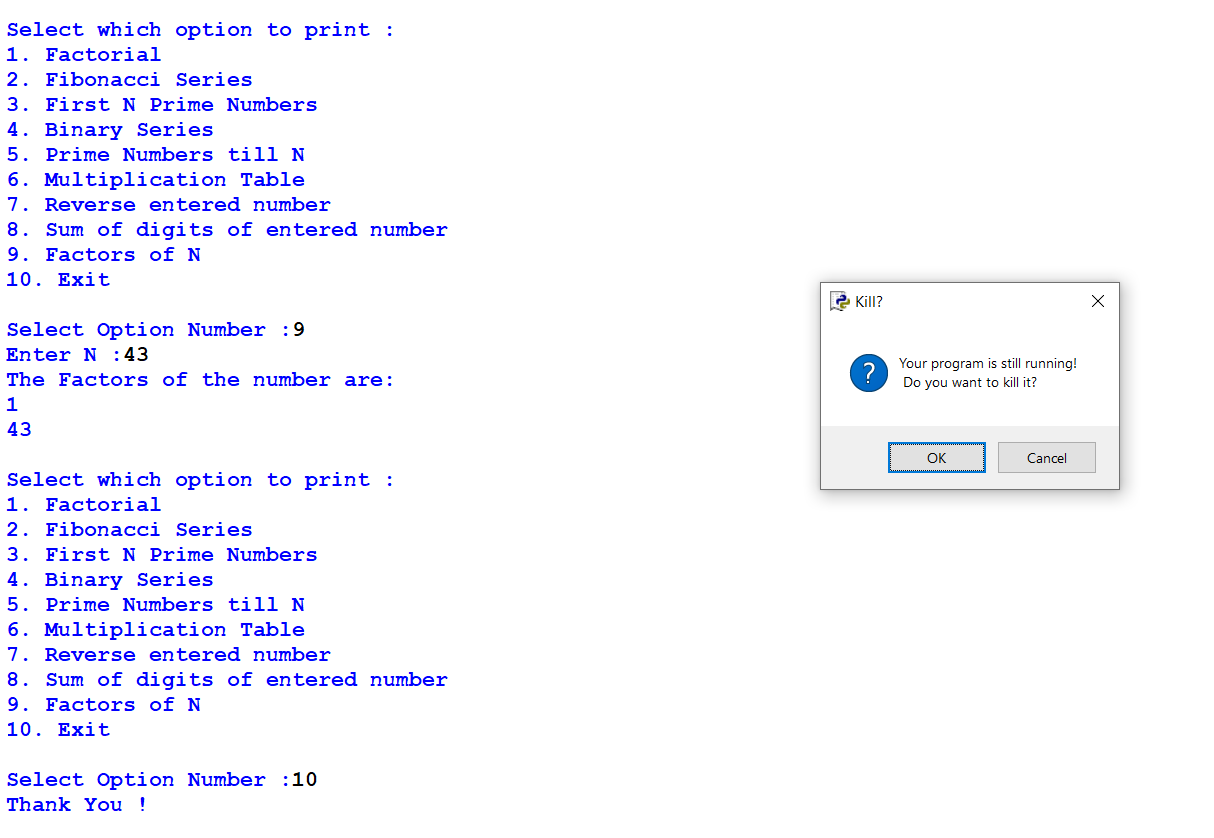 Select which option to print :
1. Factorial
2. Fibonacci Series
3. First N Prime Numbers
4. Binary Series
5. Prime Numbers till N
6. Multiplication Table
7. Reverse entered number
8. Sum of digits of entered number
9. Factors of N
10. Exit
Select Option Number :9
Enter N :43
The Factors of the number are:
1
43
Select which option to print :
1. Factorial
2. Fibonacci Series
3. First N Prime Numbers
4. Binary Series
5. Prime Numbers till N
6. Multiplication Table
7. Reverse entered number
8. Sum of digits of entered number
9. Factors of N
10. Exit
Select Option Number :10
Thank You !
Kill?
Your program is still running!
Do you want to kill it?
OK
Cancel